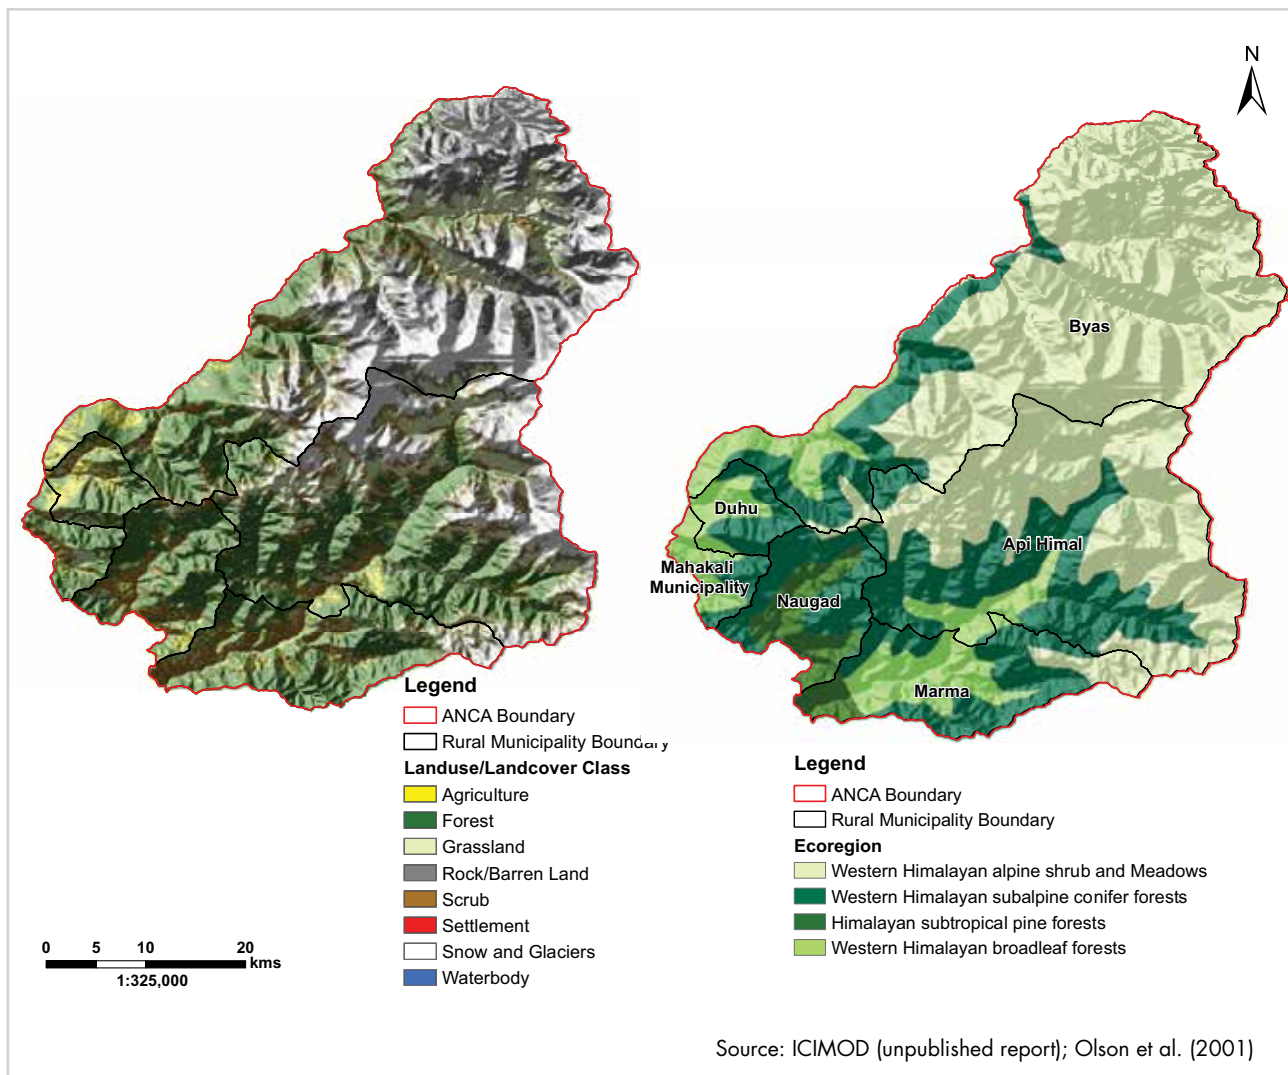 N
Byas
Duhu
Api Himal
Mahakali
Municipality
Naugad
Marma
Legend
ANCA Boundary
Rural Municipality Boundary
Landuse/Landcover Class
Agriculture
Forest
Grassland
Rock/Barren Land
Scrub
Settlement
Snow and Glaciers
Waterbody
0 5 10 20
kms
1:325,000
Legend
ANCA Boundary
Rural Municipality Boundary
Ecoregion
Western Himalayan alpine shrub and Meadows
Western Himalayan subalpine conifer forests
Himalayan subtropical pine forests
Western Himalayan broadleaf forests
Source: ICIMOD (unpublished report); Olson et al. (2001)